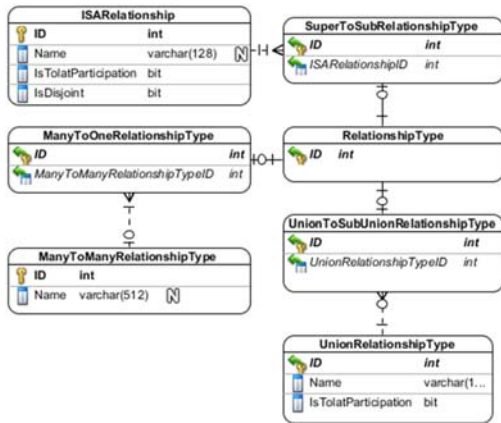 ISARelationship
ID int
Name varchar(128) N
IsTolatParticipation bit
IsDisjoint bit
SuperToSubRelationshipType
ID int
ISARelationshipID int
ManyToOneRelationshipType
ID int
ManyToManyRelationshipTypeID int
RelationshipType
ID int
ManyToManyRelationshipType
ID int
Name varchar(512) N
UnionToSubUnionRelationshipType
ID int
UnionRelationshipTypeID int
UnionRelationshipType
ID int
Name varchar(1...
IsTolatParticipation bit